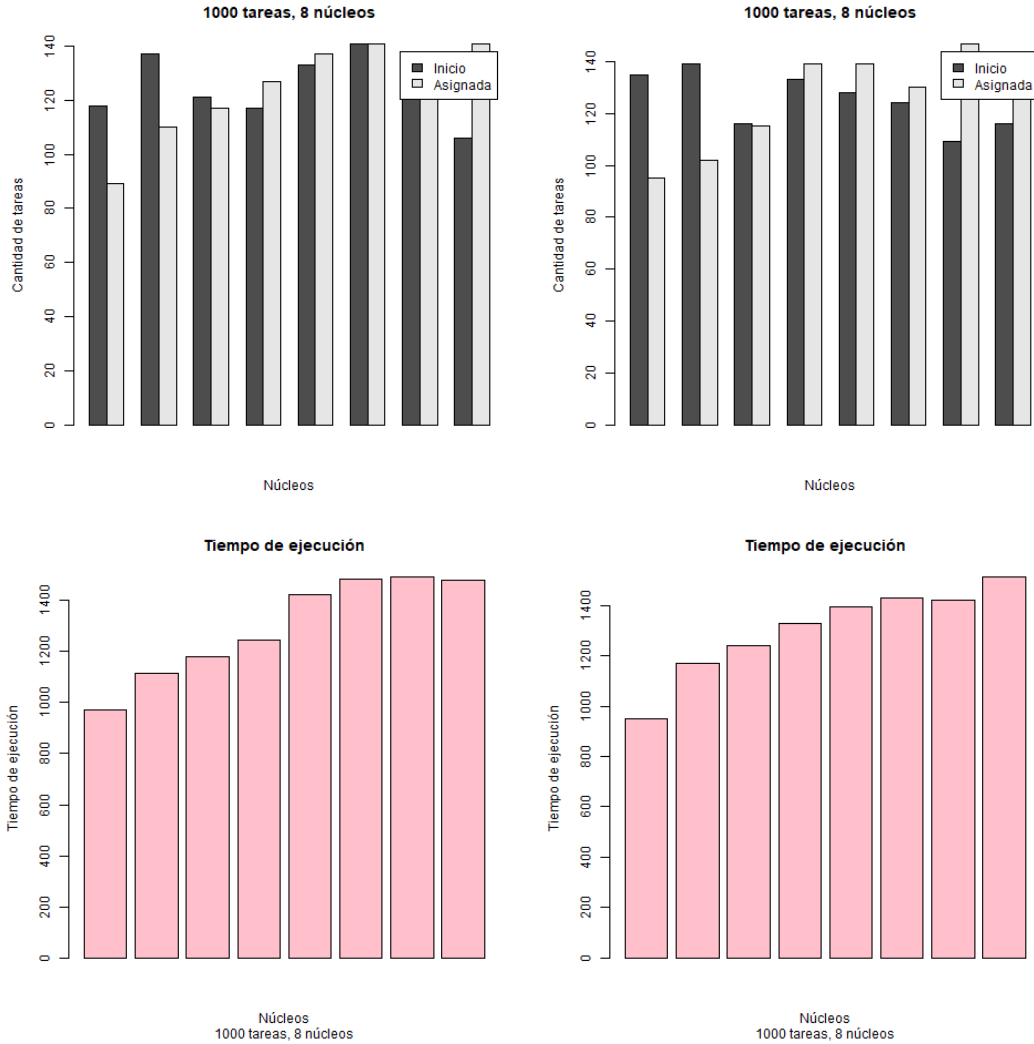 1000 tareas, 8 núcleos
Cantidad de tareas
140
120
100
80
60
40
20
0
Inicio
Asignada
Núcleos
1000 tareas, 8 núcleos
Cantidad de tareas
140
120
100
80
60
40
20
0
Inicio
Asignada
Núcleos
Tiempo de ejecución
Tiempo de ejecución
1400
1200
1000
800
600
400
200
0
Núcleos
1000 tareas, 8 núcleos
Tiempo de ejecución
Tiempo de ejecución
1400
1200
1000
800
600
400
200
0
Núcleos
1000 tareas, 8 núcleos